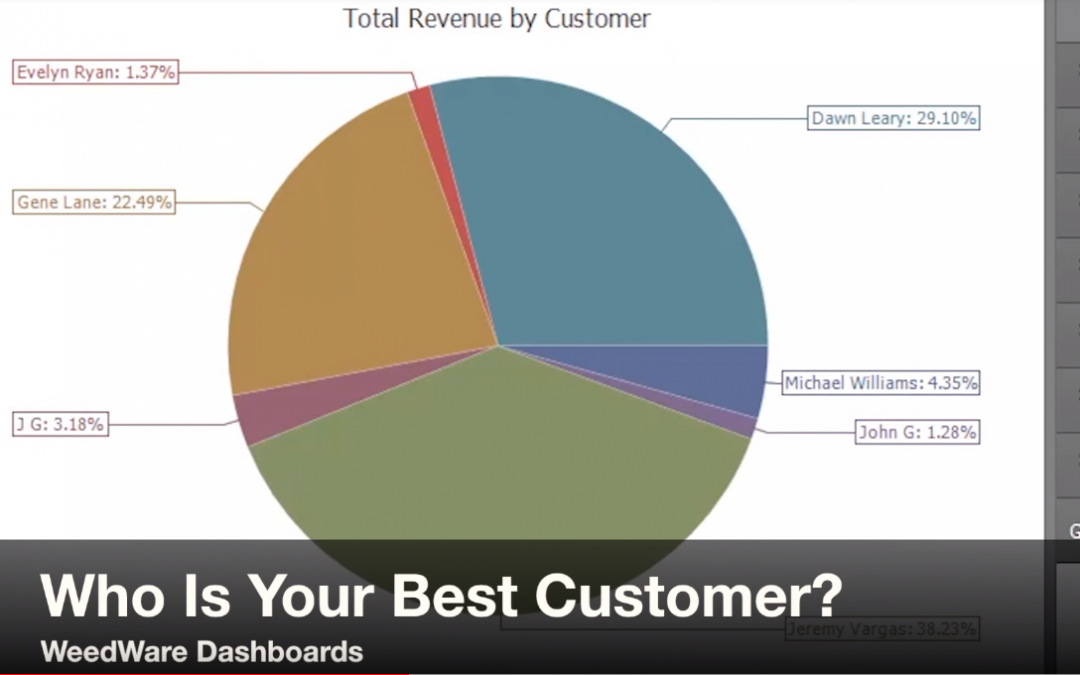 Total Revenue by Customer
Evelyn Ryan: 1.37%
Dawn Leary: 29.10%
Gene Lane: 22.49%
Michael Williams: 4.35%
J G: 3.18%
John G: 1.28%
G
Who Is Your Best Customer?
Jeremy Vargas: 38.23%
WeedWare Dashboards